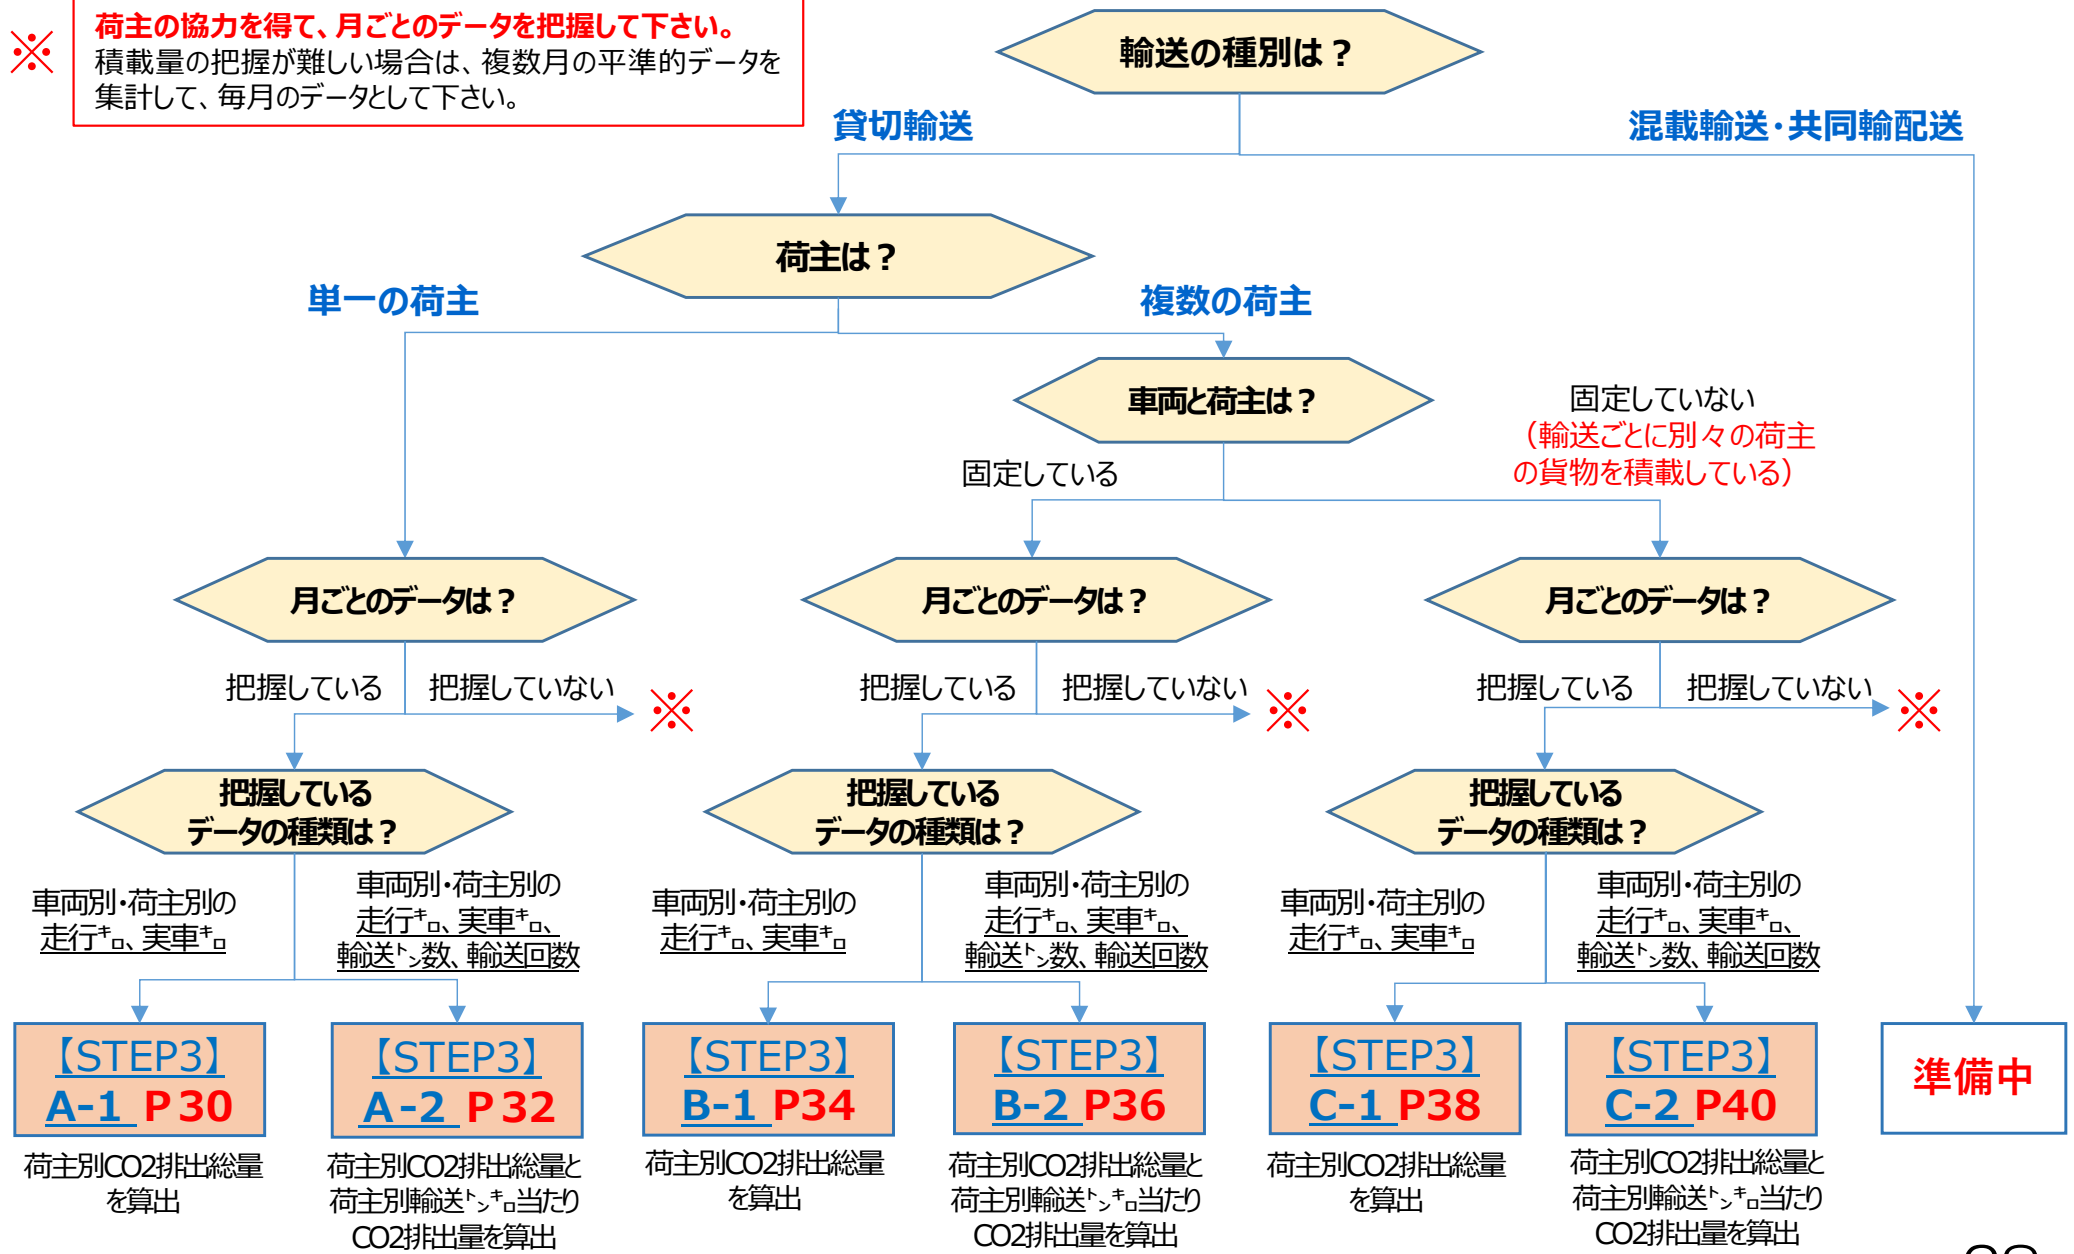 ※
荷主の協力を得て、月ごとのデータを把握して下さい。
積載量の把握が難しい場合は、複数月の平準的データを
集計して、毎月のデータとして下さい。
輸送の種別は？
貸切輸送
混載輸送・共同輸配送
荷主は？
単一の荷主
複数の荷主
車両と荷主は？
固定している
固定していない
（輸送ごとに別々の荷主
の貨物を積載している）
月ごとのデータは？
月ごとのデータは？
月ごとのデータは？
把握している
把握していない
※
把握している
把握していない
※
把握している
把握していない
※
把握している
データの種類は？
把握している
データの種類は？
把握している
データの種類は？
車両別・荷主別の
走行ｷﾛ、実車ｷﾛ
車両別・荷主別の
走行ｷﾛ、実車ｷﾛ、
輸送ﾄﾝ数、輸送回数
車両別・荷主別の
走行ｷﾛ、実車ｷﾛ
車両別・荷主別の
走行ｷﾛ、実車ｷﾛ、
輸送ﾄﾝ数、輸送回数
車両別・荷主別の
走行ｷﾛ、実車ｷﾛ
車両別・荷主別の
走行ｷﾛ、実車ｷﾛ、
輸送ﾄﾝ数、輸送回数
【STEP3】
A-1 P30
【STEP3】
A-2 P32
【STEP3】
B-1 P34
【STEP3】
B-2 P36
【STEP3】
C-1 P38
【STEP3】
C-2 P40
準備中
荷主別CO2排出総量
を算出
荷主別CO2排出総量と
荷主別輸送ﾄﾝｷﾛ当たり
CO2排出量を算出
荷主別CO2排出総量
を算出
荷主別CO2排出総量と
荷主別輸送ﾄﾝｷﾛ当たり
CO2排出量を算出
荷主別CO2排出総量
を算出
荷主別CO2排出総量と
荷主別輸送ﾄﾝｷﾛ当たり
CO2排出量を算出